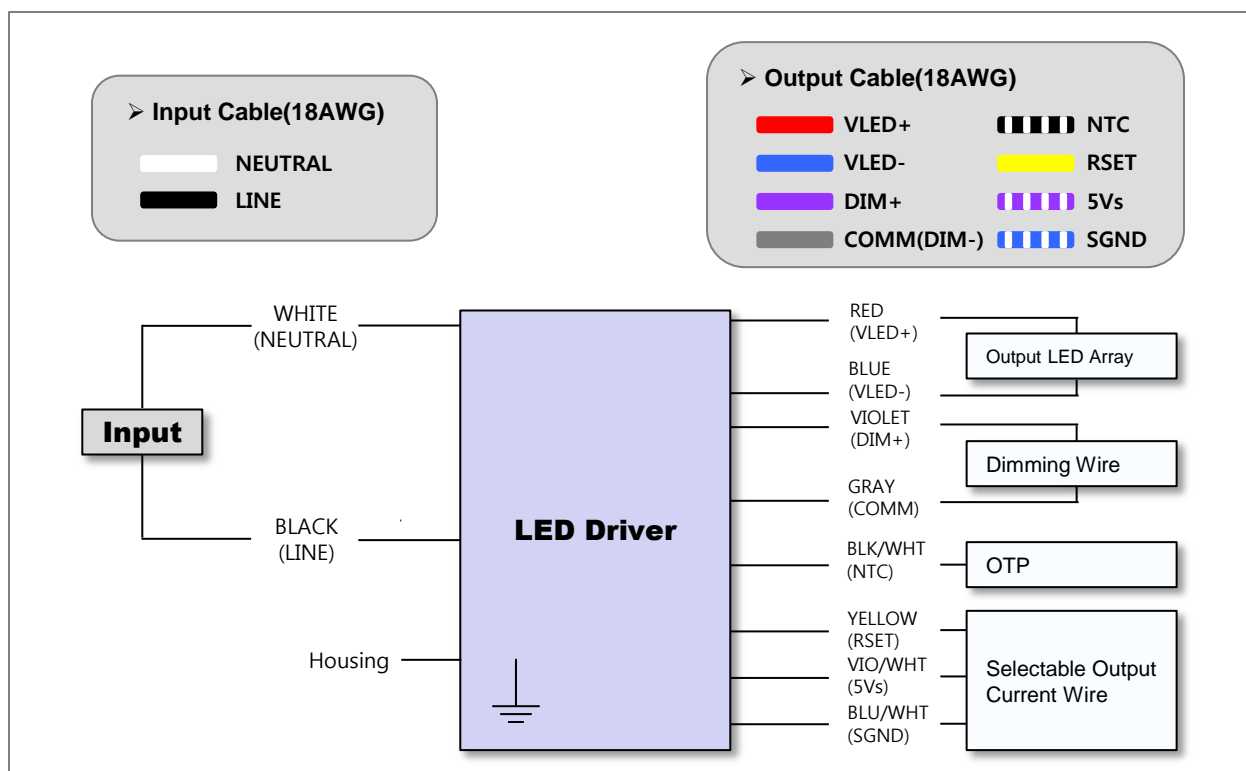 ➢ Input Cable(18AWG)
NEUTRAL
LINE
➢ Output Cable(18AWG)
VLED+
VLED-
DIM+
COMM(DIM-)
NTC
RSET
5Vs
SGND
WHITE
(NEUTRAL)
Input
BLACK
(LINE)
Housing
LED Driver
RED
(VLED+)
BLUE
(VLED-)
VIOLET
(DIM+)
GRAY
(COMM)
BLK/WHT
(NTC)
YELLOW
(RSET)
VIO/WHT
(5Vs)
BLU/WHT
(SGND)
Output LED Array
Dimming Wire
OTP
Selectable Output
Current Wire